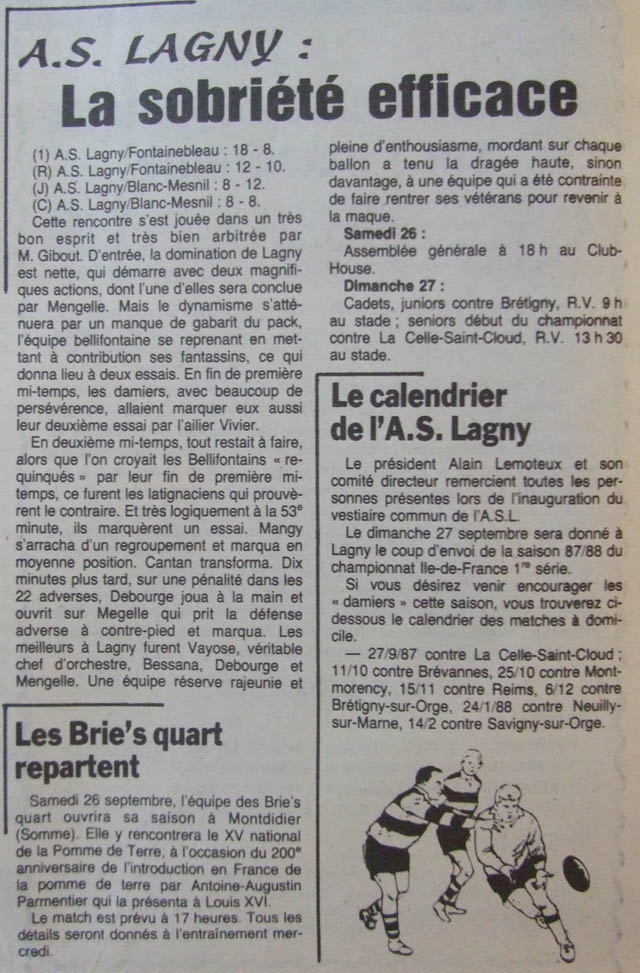 A.S. LAGNY :
La sobriété efficace
(1) A.S. Lagny/Fontainebleau : 18 - 8.
(R) A.S. Lagny/Fontainebleau : 12 - 10.
(J) A.S. Lagny/Blanc-Mesnil : 8 - 12.
(C) A.S. Lagny/Blanc-Mesnil : 8 - 8.
Cette rencontre s'est jouée dans un très
bon esprit et très bien arbitrée par
M. Gibout. D'entrée, la domination de Lagny
est nette, qui démarre avec deux magnifi-
ques actions, dont l'une d'elles sera conclue
par Mengelle. Mais le dynamisme s'atté-
nuera par un manque de gabarit du pack,
l'équipe bellifontaine se reprenant en met-
tant à contribution ses fantassins, ce qui
donna lieu à deux essais. En fin de première
mi-temps, les damiers, avec beaucoup de
persévérence, allaient marquer eux aussi
leur deuxième essai par l'ailier Vivier.
En deuxième mi-temps, tout restait à faire,
alors que l'on croyait les Bellifontains « re-
quinqués » par leur fin de première mi-
temps, ce furent les latignaciens qui prouvè-
rent le contraire. Et très logiquement à la 53e
minute, ils marquèrent un essai. Mangy
s'arracha d'un regroupement et marqua en
moyenne position. Cantan transforma. Dix
minutes plus tard, sur une pénalité dans les
22 adverses, Debourge joua à la main et
ouvrit sur Megelle qui prit la défense
adverse à contre-pied et marqua. Les
meilleurs à Lagny furent Vayose, véritable
chef d'orchestre, Bessana, Debourge et
Mengelle. Une équipe réserve rajeunie et
pleine d'enthousiasme, mordant sur chaque
ballon a tenu la dragée haute, sinon
davantage, à une équipe qui a été contrainte
de faire rentrer ses vétérans pour revenir à
la maque.
Samedi 26 :
Assemblée générale à 18 h au Club-
House.
Dimanche 27 :
Cadets, juniors contre Brétigny, R.V. 9 h
au stade ; seniors début du championnat
contre La Celle-Saint-Cloud, R.V. 13 h 30
au stade.
Les Brie's quart
repartent
Samedi 26 septembre, l'équipe des Brie's
quart ouvrira sa saison à Montdidier
(Somme). Elle y rencontrera le XV national
de la Pomme de Terre, à l'occasion du 200e
anniversaire de l'introduction en France de
la pomme de terre par Antoine-Augustin
Parmentier qui la présenta à Louis XVI.
Le match est prévu à 17 heures. Tous les
détails seront donnés à l'entraînement mer-
credi.
Le calendrier
de l'A.S. Lagny
Le président Alain Lemoteux et son
comité directeur remercient toutes les per-
sonnes présentes lors de l'inauguration du
vestiaire commun de l'A.S.L.
Le dimanche 27 septembre sera donné à
Lagny le coup d'envoi de la saison 87/88 du
championnat Ile-de-France 1re série.
Si vous désirez venir encourager les
« damiers » cette saison, vous trouverez ci-
dessous le calendrier des matches à domi-
cile.
— 27/9/87 contre La Celle-Saint-Cloud ;
11/10 contre Brévannes, 25/10 contre Mont-
morency, 15/11 contre Reims, 6/12 contre
Brétigny-sur-Orge, 24/1/88 contre Neuilly-
sur-Marne, 14/2 contre Savigny-sur-Orge.